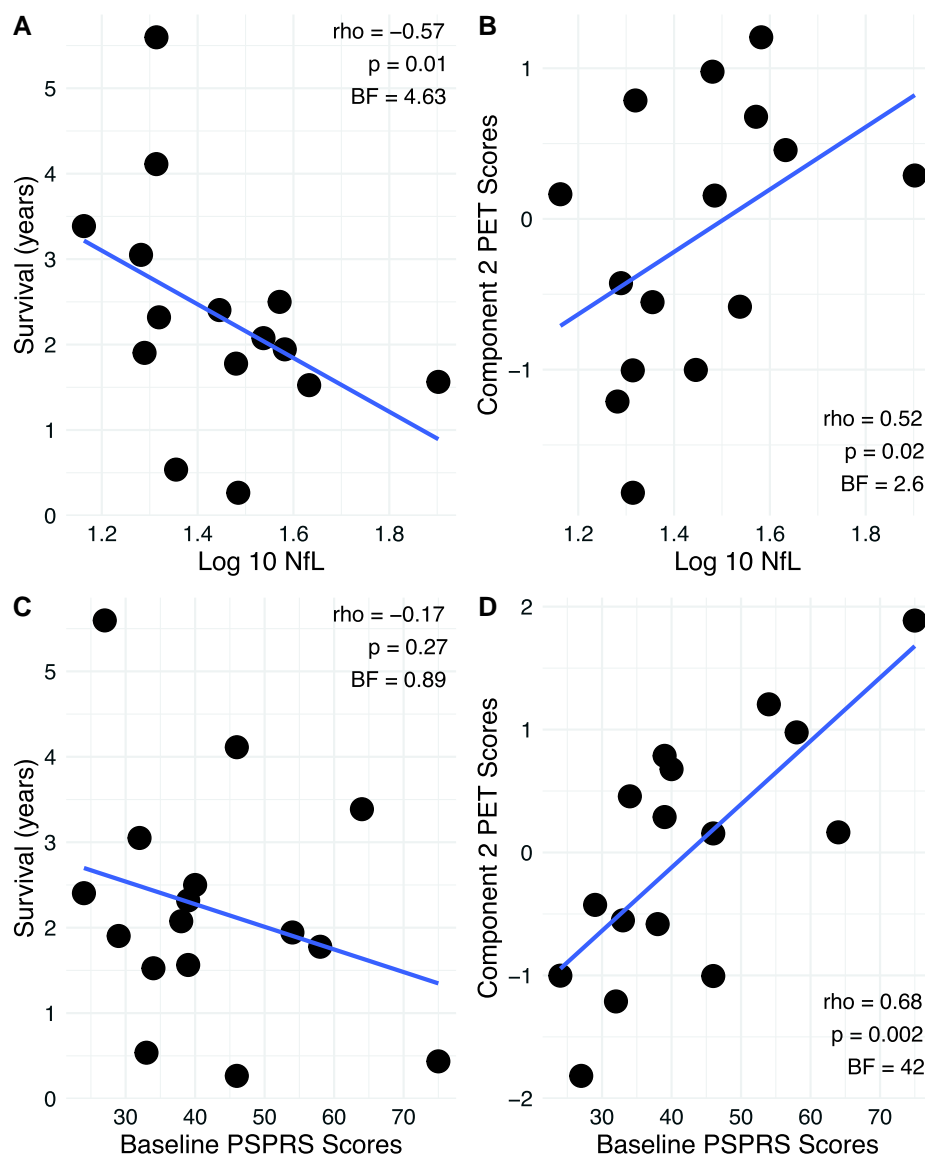 A
rho = −0.57
p = 0.01
BF = 4.63
Survival (years)
5
4
3
2
1
0
1.2 1.4 1.6 1.8
Log 10 NfL
B
Component 2 PET Scores
1
0
−1
rho = 0.52
p = 0.02
BF = 2.6
1.2 1.4 1.6 1.8
Log 10 NfL
C
rho = −0.17
p = 0.27
BF = 0.89
Survival (years)
5
4
3
2
1
0
30 40 50 60 70
Baseline PSPRS Scores
D
Component 2 PET Scores
2
1
0
−1
−2
rho = 0.68
p = 0.002
BF = 42
30 40 50 60 70
Baseline PSPRS Scores